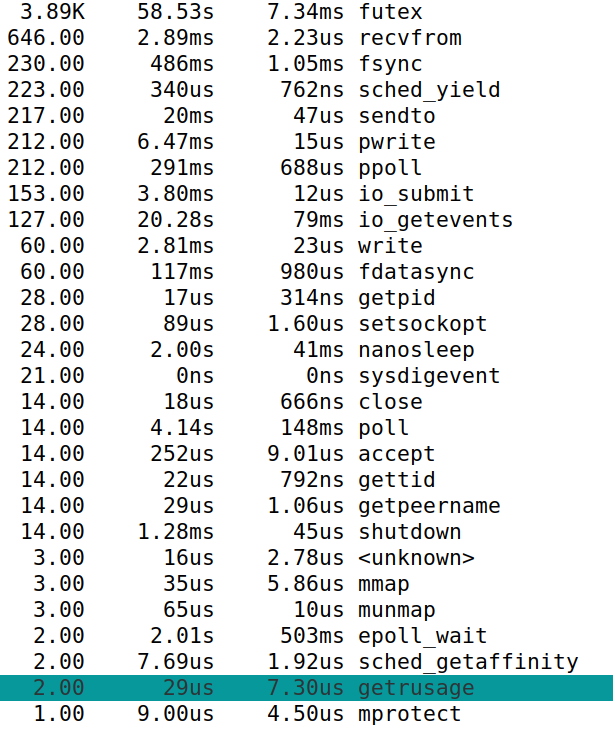 3.89K 58.53s 7.34ms futex
646.00 2.89ms 2.23us recvfrom
230.00 486ms 1.05ms fsync
223.00 340us 762ns sched_yield
217.00 20ms 47us sendto
212.00 6.47ms 15us pwrite
212.00 291ms 688us ppoll
153.00 3.80ms 12us io_submit
127.00 20.28s 79ms io_getevents
60.00 2.81ms 23us write
60.00 117ms 980us fdatasync
28.00 17us 314ns getpid
28.00 89us 1.60us setsockopt
24.00 2.00s 41ms nanosleep
21.00 0ns 0ns sysdigevent
14.00 18us 666ns close
14.00 4.14s 148ms poll
14.00 252us 9.01us accept
14.00 22us 792ns gettid
14.00 29us 1.06us getpeername
14.00 1.28ms 45us shutdown
3.00 16us 2.78us <unknown>
3.00 35us 5.86us mmap
3.00 65us 10us munmap
2.00 2.01s 503ms epoll_wait
2.00 7.69us 1.92us sched_getaffinity
2.00 29us 7.30us getrusage
1.00 9.00us 4.50us mprotect